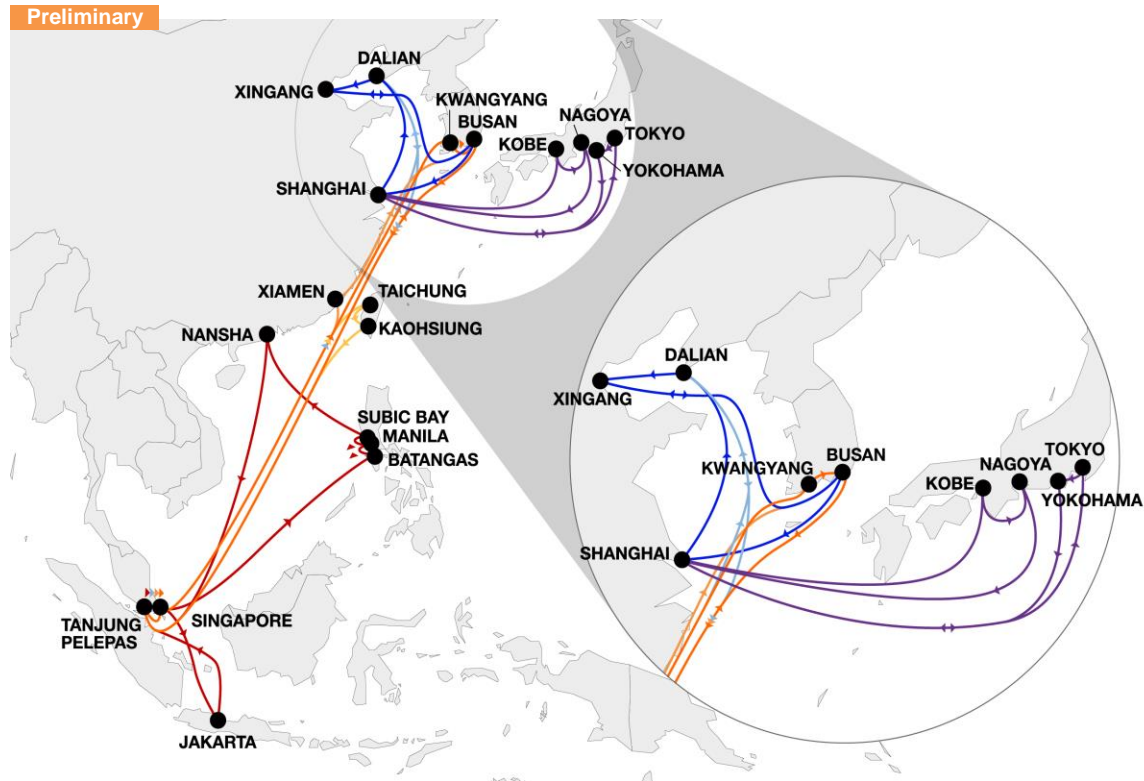 Preliminary
DALIAN
XINGANG
KWANGYANG
BUSAN
NAGOYA
TOKYO
KOBE
YOKOHAMA
SHANGHAI
XIAMEN
TAICHUNG
NANSHA
KAOHSIUNG
SUBIC BAY
MANILA
BATANGAS
TANJUNG
PELEPAS
SINGAPORE
JAKARTA
DALIAN
XINGANG
KWANGYANG
BUSAN
TOKYO
NAGOYA
KOBE
YOKOHAMA
SHANGHAI